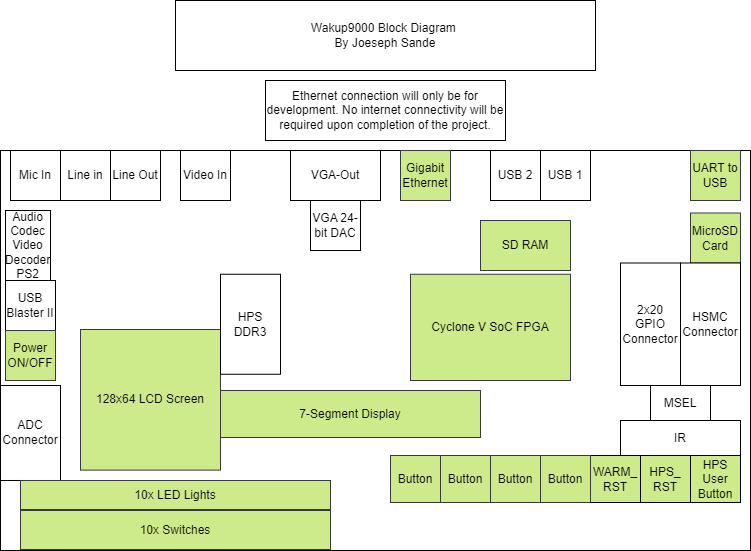 Wakup9000 Block Diagram
By Joeseph Sande
Ethernet connection will only be for
development. No internet connectivity will be
required upon completion of the project.
Mic In
Line in
Line Out
Video In
VGA-Out
Gigabit
Ethernet
USB 2
USB 1
UART to
USB
Audio
Codec
Video
Decoder
PS2
VGA 24-
bit DAC
SD RAM
MicroSD
Card
USB
Blaster II
HPS
DDR3
Cyclone V SoC FPGA
2x20
GPIO
Connector
HSMC
Connector
Power
ON/OFF
128x64 LCD Screen
7-Segment Display
MSEL
ADC
Connector
IR
Button
Button
Button
Button
WARM_
RST
HPS_
RST
HPS
User
Button
10x LED Lights
10x Switches